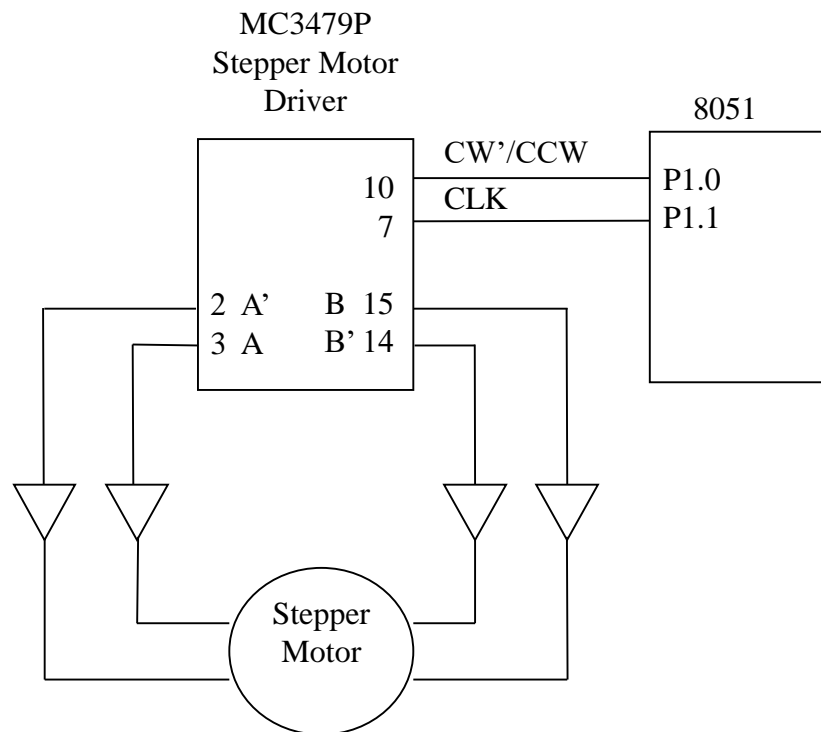 MC3479P
Stepper Motor
Driver
8051
CW’/CCW
10
P1.0
CLK
7
P1.1
2 A’
B 15
3 A
B’ 14
Stepper
Motor